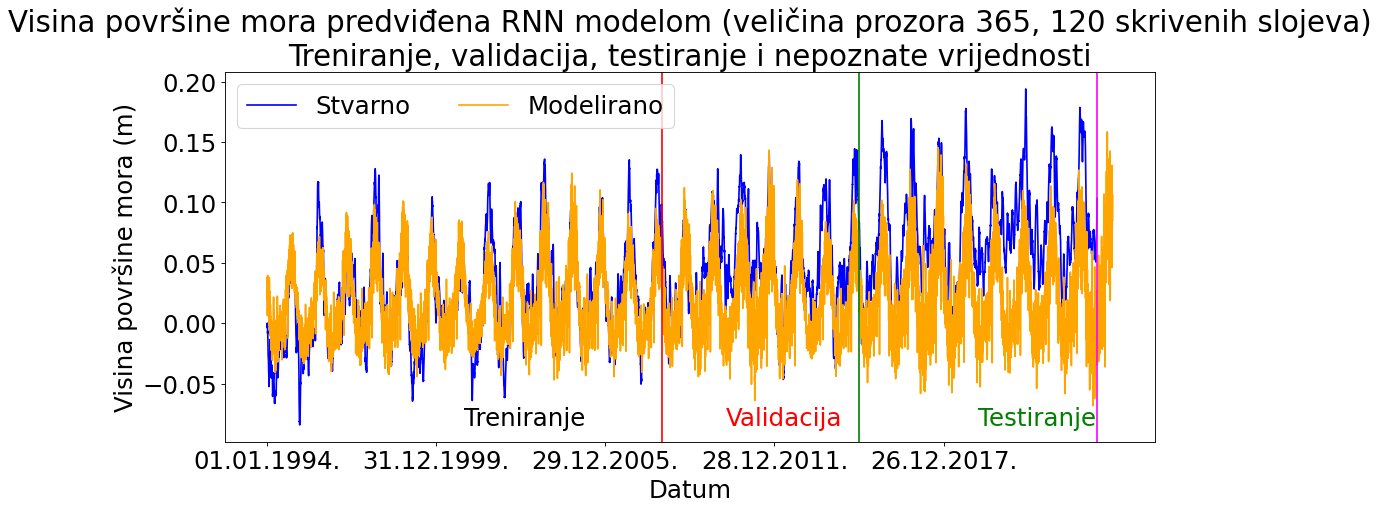 Visina površine mora predviđena RNN modelom (veličina prozora 365, 120 skrivenih slojeva)
Treniranje, validacija, testiranje i nepoznate vrijednosti
Visina površine mora (m)
0.20
0.15
0.10
0.05
0.00
−0.05
Stvarno
Modelirano
Treniranje
Validacija
Testiranje
01.01.1994.
31.12.1999.
29.12.2005.
28.12.2011.
26.12.2017.
Datum